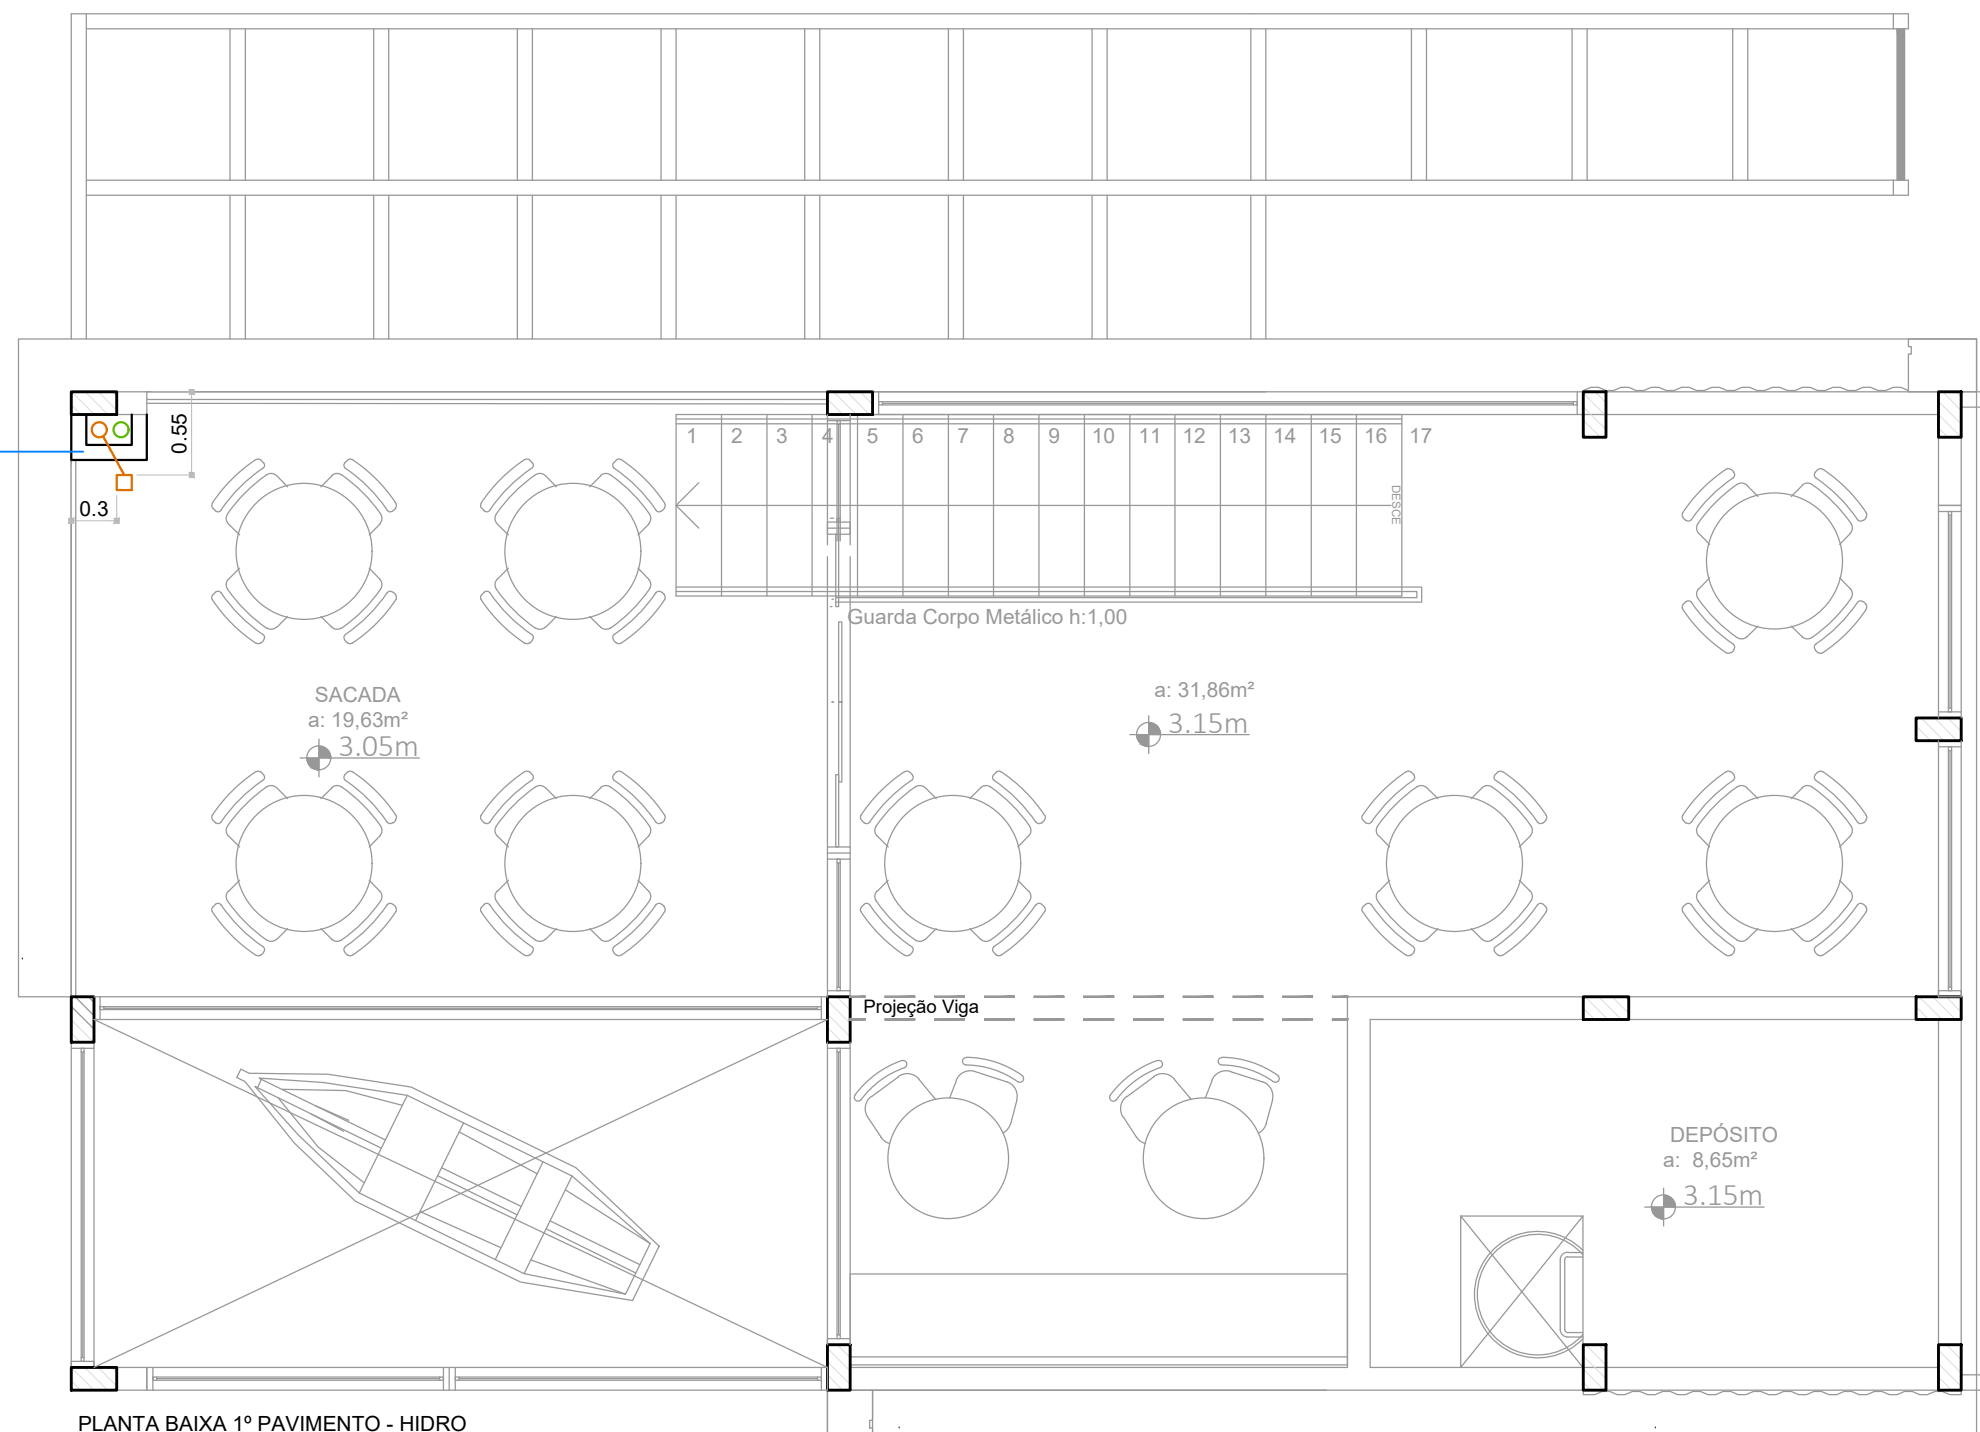 0.55
0.3
1 2 3 4 5 6 7 8 9 10 11 12 13 14 15 16 17
DESCE
Guarda Corpo Metálico h:1,00
SACADA
a: 19,63m²
3.05m
a: 31,86m²
3.15m
Projeção Viga
DEPÓSITO
a: 8,65m²
3.15m
PLANTA BAIXA 1º PAVIMENTO - HIDRO